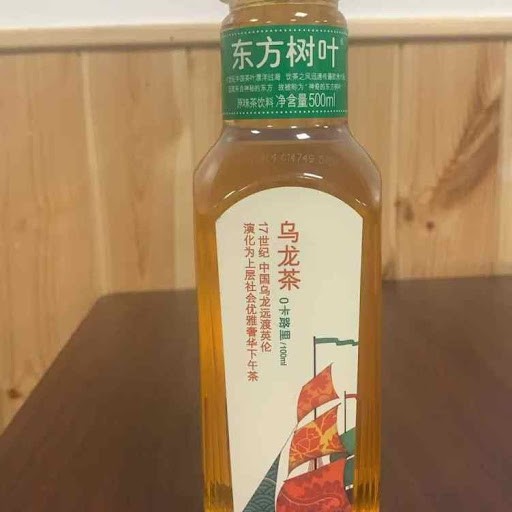 东方树叶
原味茶饮料 净含量500ml
乌龙茶
0卡路里/100ml
17世纪 中国乌龙远渡英伦
演化为上层社会优雅奢华下午茶